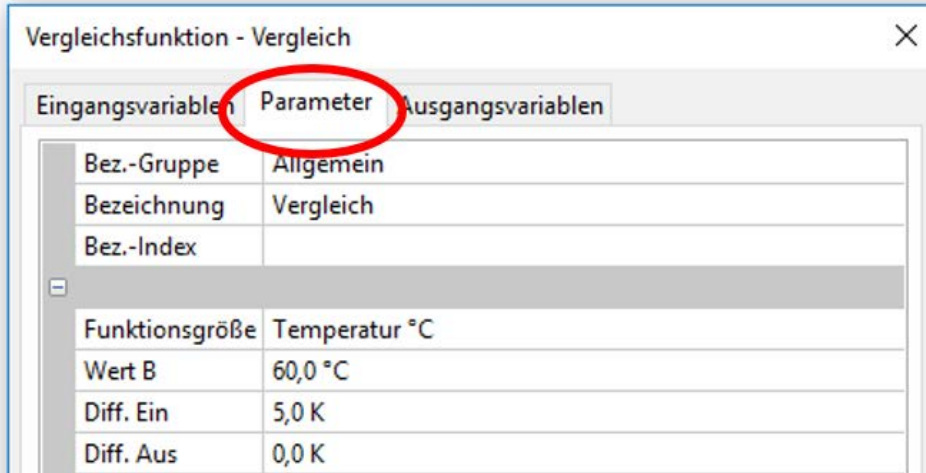 Vergleichsfunktion - Vergleich
Eingangsvariablen Parameter Ausgangsvariablen
Bez.-Gruppe Allgemein
Bezeichnung Vergleich
Bez.-Index
Funktionsgröße Temperatur °C
Wert B 60,0 °C
Diff. Ein 5,0 K
Diff. Aus 0,0 K